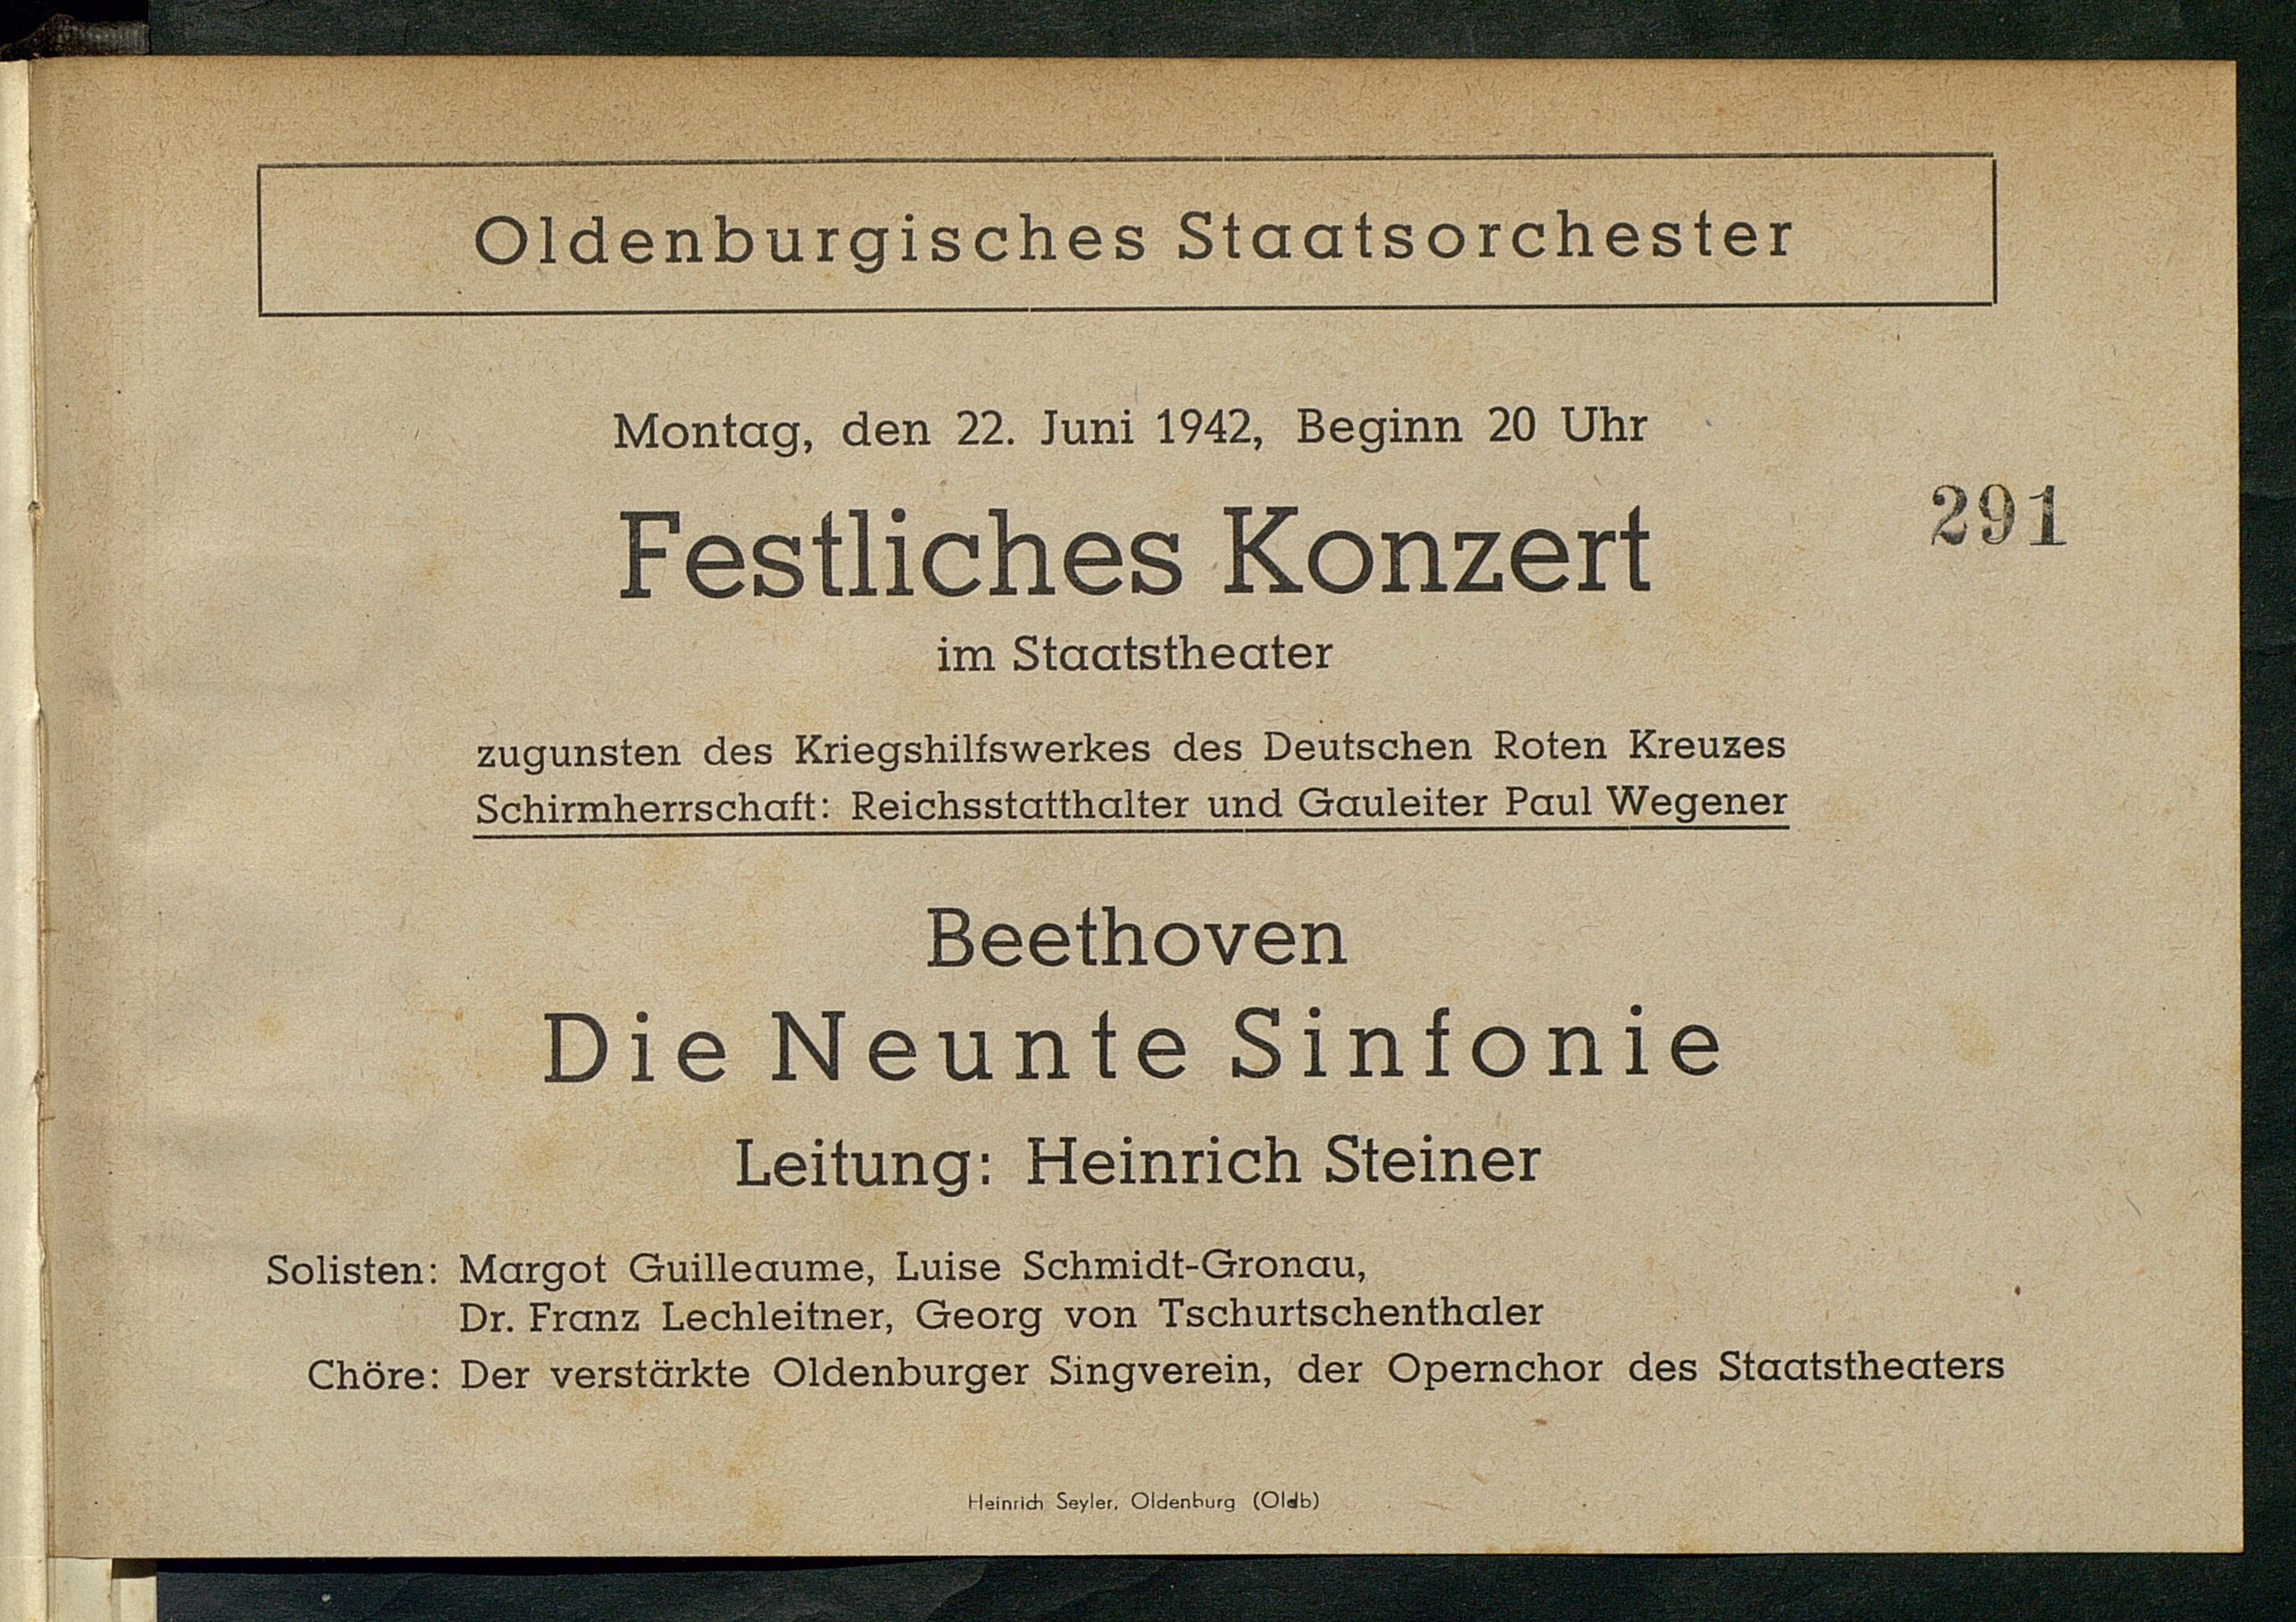 Oldenburgisches Staatsorchester
Montag, den 22. Juni 1942, Beginn 20 Uhr
Festliches Konzert
291
im Staatstheater
zugunsten des Kriegshilfswerkes des Deutschen Roten Kreuzes
Schirmherrschaft: Reichsstatthalter und Gauleiter Paul Wegener
Beethoven
Die Neunte Sinfonie
Leitung: Heinrich Steiner
Solisten: Margot Guilleaume, Luise Schmidt-Gronau,
Dr. Franz Lechleitner, Georg von Tschurtschenthaler
Chöre: Der verstärkte Oldenburger Singverein, der Opernchor des Staatstheaters
Heinrich Seyler, Oldenburg (Oldb)